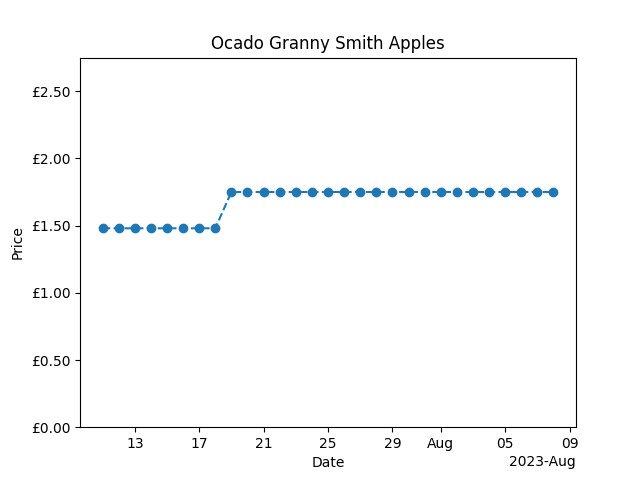 Ocado Granny Smith Apples
£2.50
£2.00
£1.50
£1.00
£0.50
£0.00
Price
13 17 21 25 29 Aug 05 09
Date
2023-Aug